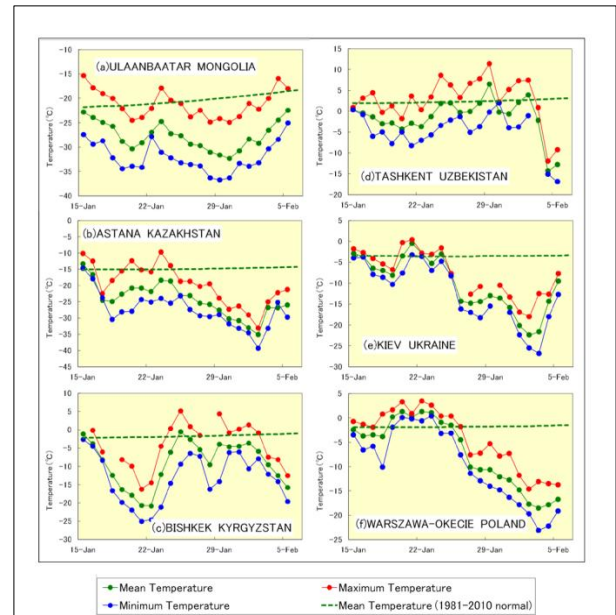 (a)ULAANBAATAR MONGOLIA
Temperature(℃)
-10
-15
-20
-25
-30
-35
-40
15-Jan 22-Jan 29-Jan 5-Feb
(d)TASHKENT UZBEKISTAN
Temperature(℃)
15
10
5
0
-5
-10
-15
-20
15-Jan 22-Jan 29-Jan 5-Feb
(b)ASTANA KAZAKHSTAN
Temperature(℃)
0
-5
-10
-15
-20
-25
-30
-35
-40
-45
15-Jan 22-Jan 29-Jan 5-Feb
(e)KIEV UKRAINE
Temperature(℃)
5
0
-5
-10
-15
-20
-25
-30
15-Jan 22-Jan 29-Jan 5-Feb
(c)BISHKEK KYRGYZSTAN
Temperature(℃)
10
5
0
-5
-10
-15
-20
-25
-30
15-Jan 22-Jan 29-Jan 5-Feb
(f)WARSZAWA-OKECIE POLAND
Temperature(℃)
5
0
-5
-10
-15
-20
-25
15-Jan 22-Jan 29-Jan 5-Feb
Mean Temperature Maximum Temperature
Minimum Temperature Mean Temperature (1981-2010 normal)